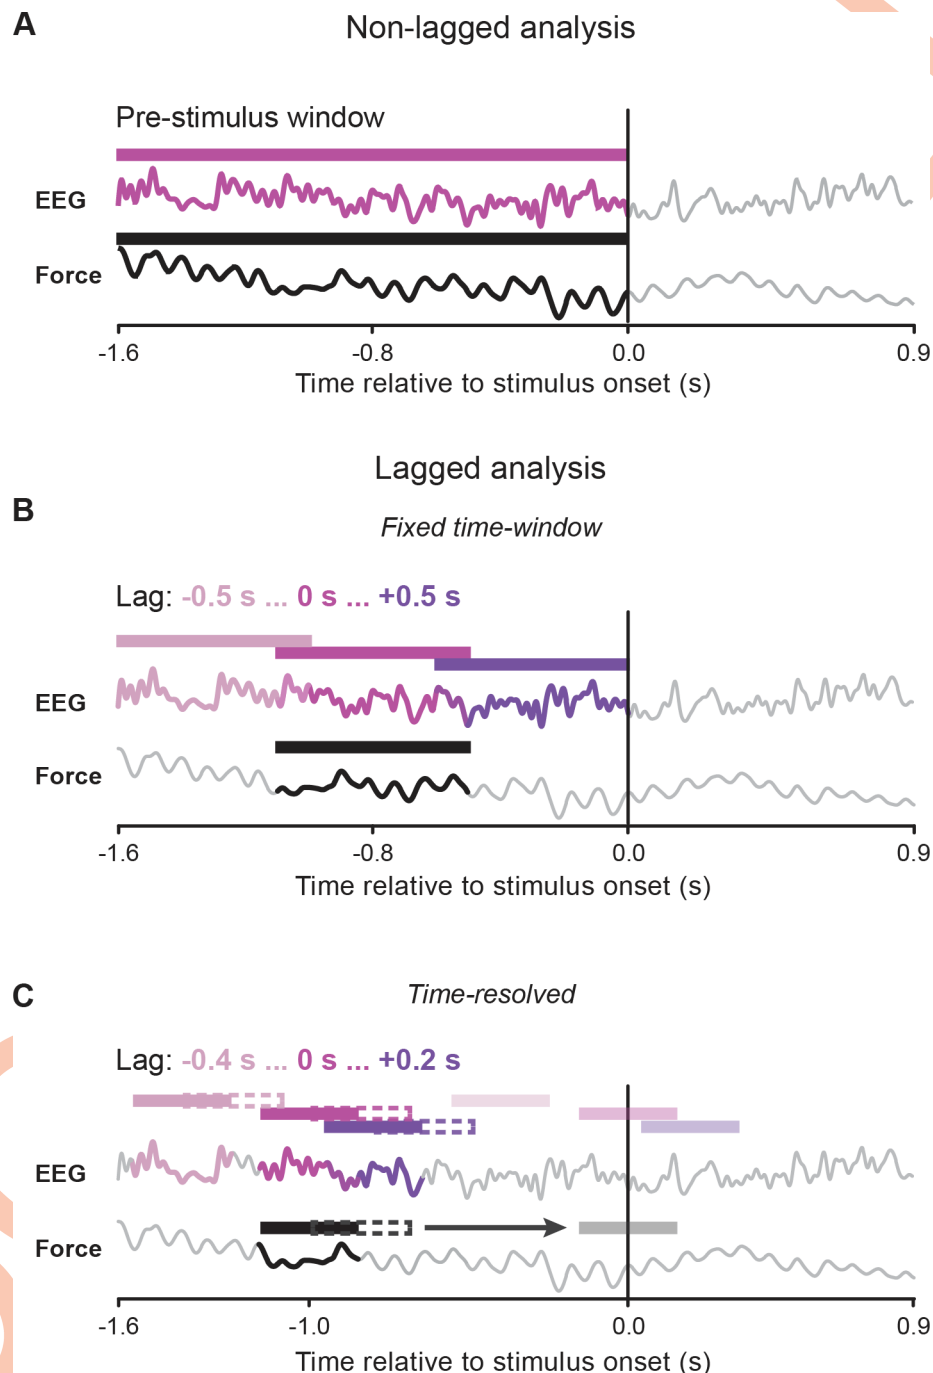 A
Non-lagged analysis
Pre-stimulus window
EEG
Force
-1.6 -0.8 0.0 0.9
Time relative to stimulus onset (s)
Lagged analysis
B
Fixed time-window
Lag: -0.5 s ... 0 s ... +0.5 s
EEG
Force
-1.6 -0.8 0.0 0.9
Time relative to stimulus onset (s)
C
Time-resolved
Lag: -0.4 s ... 0 s ... +0.2 s
EEG
Force
-1.6 -1.0 0.0 0.9
Time relative to stimulus onset (s)